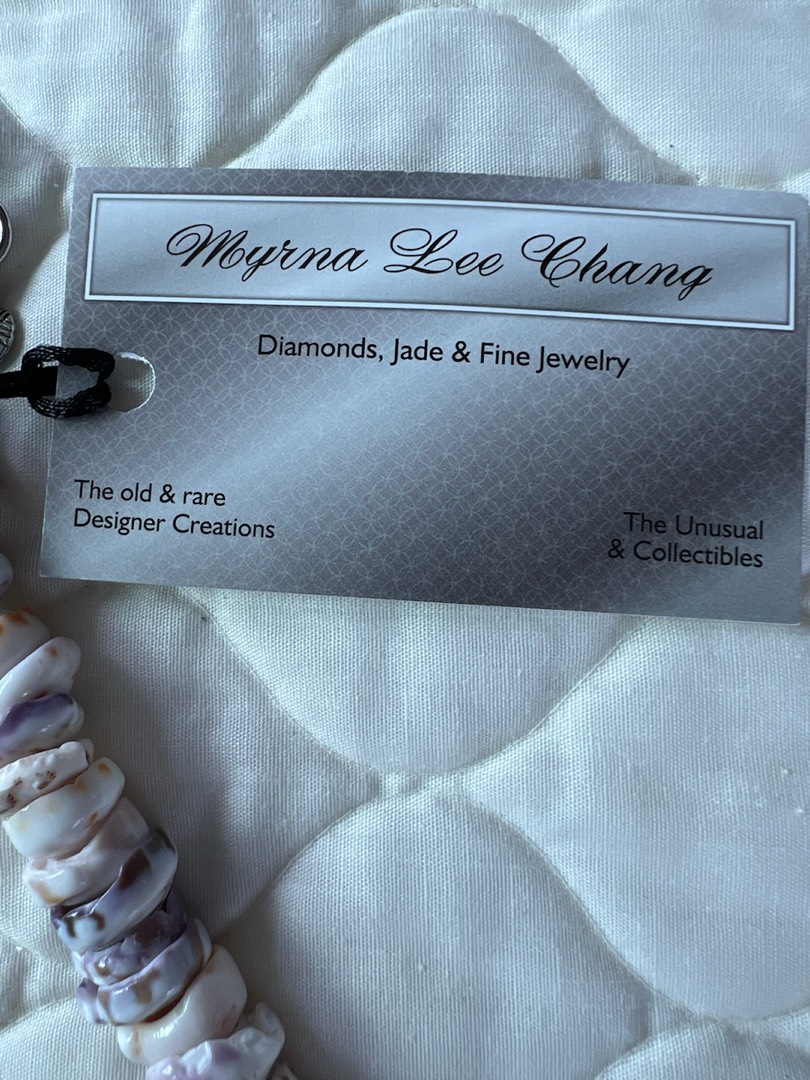 Myrna Lee Chang
Diamonds, Jade & Fine Jewelry
The old & rare
Designer Creations
The Unusual
& Collectibles